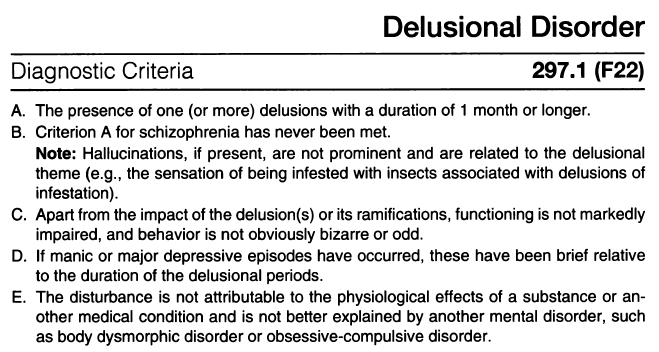 Delusional Disorder
Diagnostic Criteria 297.1 (F22)
A. The presence of one (or more) delusions with a duration of 1 month or longer.
B. Criterion A for schizophrenia has never been met.
Note: Hallucinations, if present, are not prominent and are related to the delusional
theme (e.g., the sensation of being infested with insects associated with delusions of
infestation).
C. Apart from the impact of the delusion(s) or its ramifications, functioning is not markedly
impaired, and behavior is not obviously bizarre or odd.
D. If manic or major depressive episodes have occurred, these have been brief relative
to the duration of the delusional periods.
E. The disturbance is not attributable to the physiological effects of a substance or an-
other medical condition and is not better explained by another mental disorder, such
as body dysmorphic disorder or obsessive-compulsive disorder.